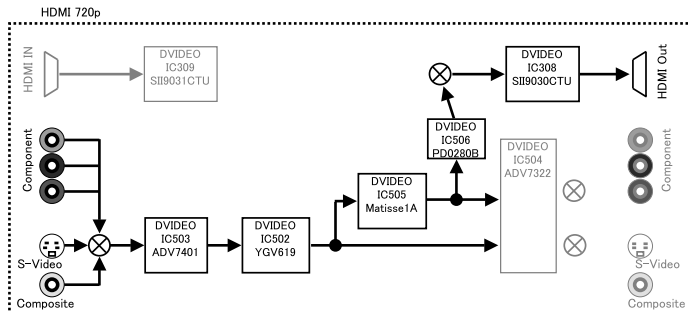 HDMI 720p
HDMI IN
DVIDEO
IC309
SII9031CTU
DVIDEO
IC308
SII9030CTU
HDMI Out
Component
DVIDEO
IC506
PD0280B
DVIDEO
IC504
ADV7322
Component
DVIDEO
IC505
Matisse1A
DVIDEO
IC503
ADV7401
DVIDEO
IC502
YGV619
S-Video
S-Video
Composite
Composite